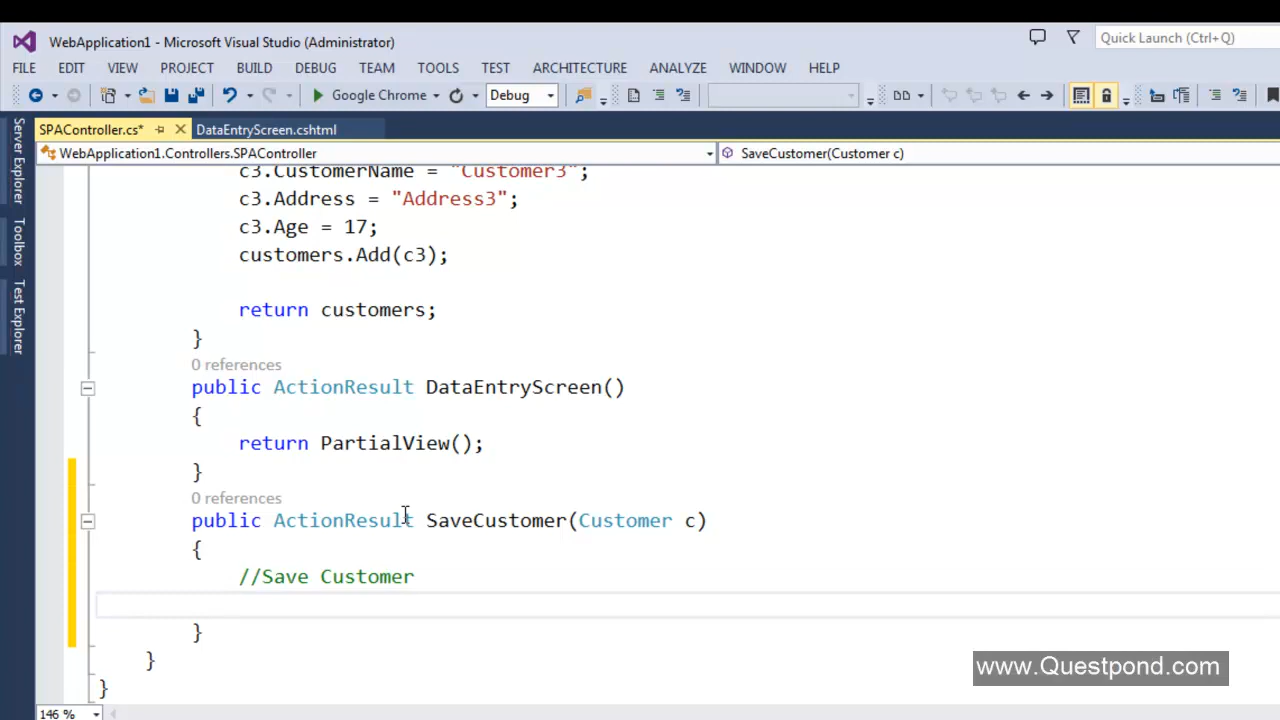 WebApplication1 - Microsoft Visual Studio (Administrator)
Quick Launch (Ctrl+Q)
FILE EDIT VIEW PROJECT BUILD DEBUG TEAM TOOLS TEST ARCHITECTURE ANALYZE WINDOW HELP
Google Chrome Debug
SPAController.cs* DataEntryScreen.cshtml
WebApplication1.Controllers.SPAController SaveCustomer(Customer c)
Server Explorer
Toolbox
Test Explorer
c3.CustomerName = "Customer3";
c3.Address = "Address3";
c3.Age = 17;
customers.Add(c3);
return customers;
}
0 references
public ActionResult DataEntryScreen()
{
return PartialView();
}
0 references
public ActionResult SaveCustomer(Customer c)
{
//Save Customer
}
}
}
www.Questpond.com
146 %